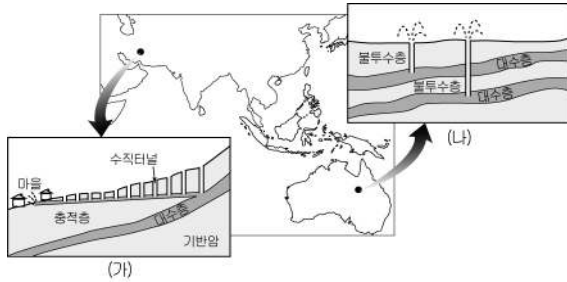 불투수층
대수층
불투수층
대수층
(나)
수직터널
마을
충적층
대수층
기반암
(가)